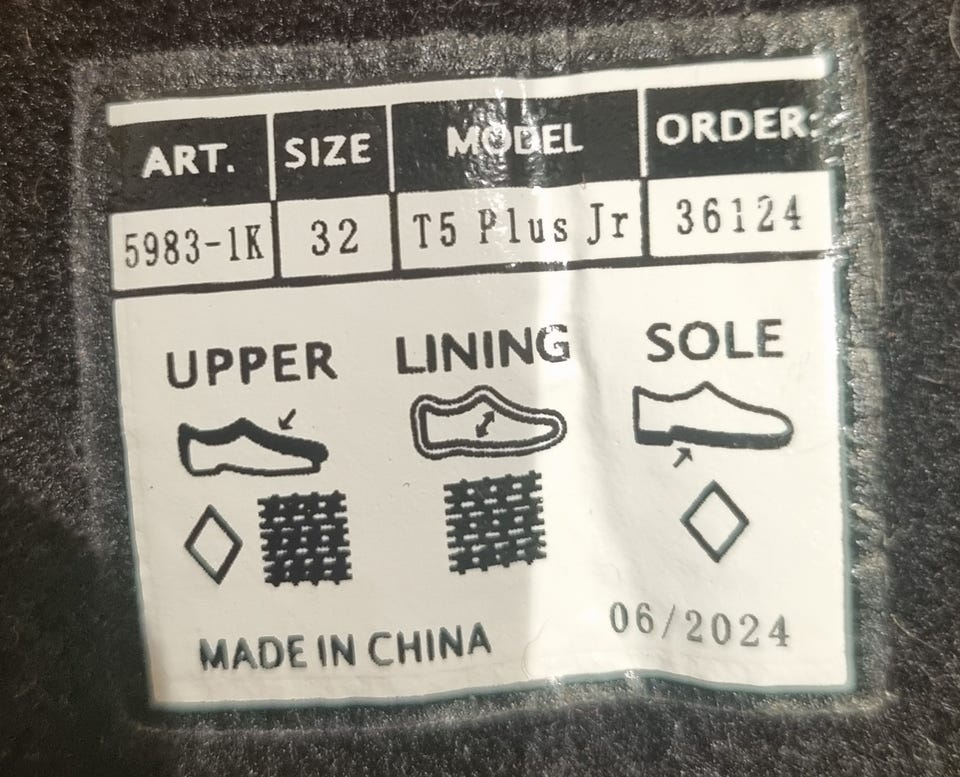 ART. SIZE MODEL ORDER:
5983-1K 32 T5 Plus Jr 36124
UPPER LINING SOLE
MADE IN CHINA 06/2024